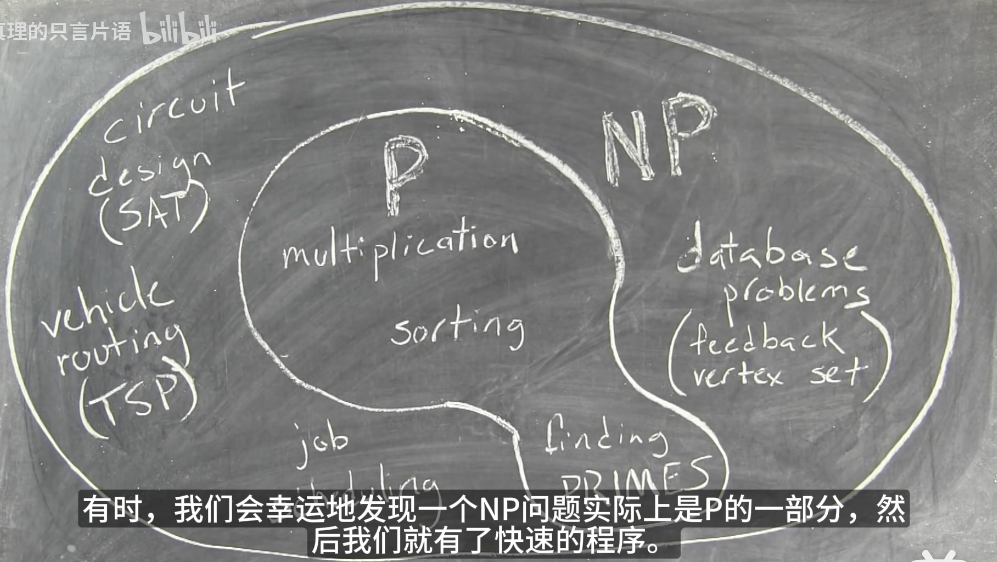 真理的只言片语 bilibili
circuit
design
(SAT)
P
NP
multiplication
sorting
database
problems
(feedback
vertex set)
vehicle
routing
(TSP)
job
scheduling
finding
PRIMES
有时，我们会幸运地发现一个NP问题实际上是P的一部分，然
后我们就有了快速的程序。